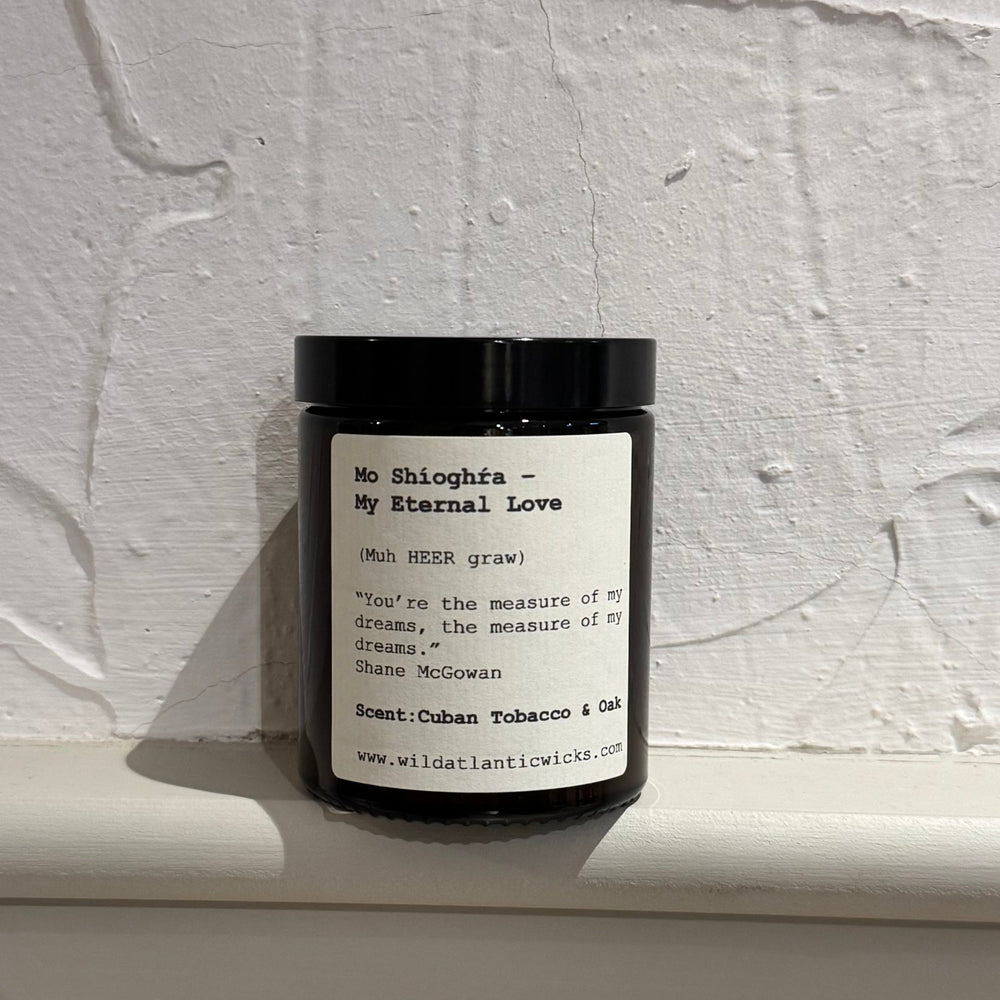 Mo Shíoghŕa –
My Eternal Love
(Muh HEER graw)
“You’re the measure of my
dreams, the measure of my
dreams.”
Shane McGowan
Scent:Cuban Tobacco & Oak
www.wildatlanticwicks.com